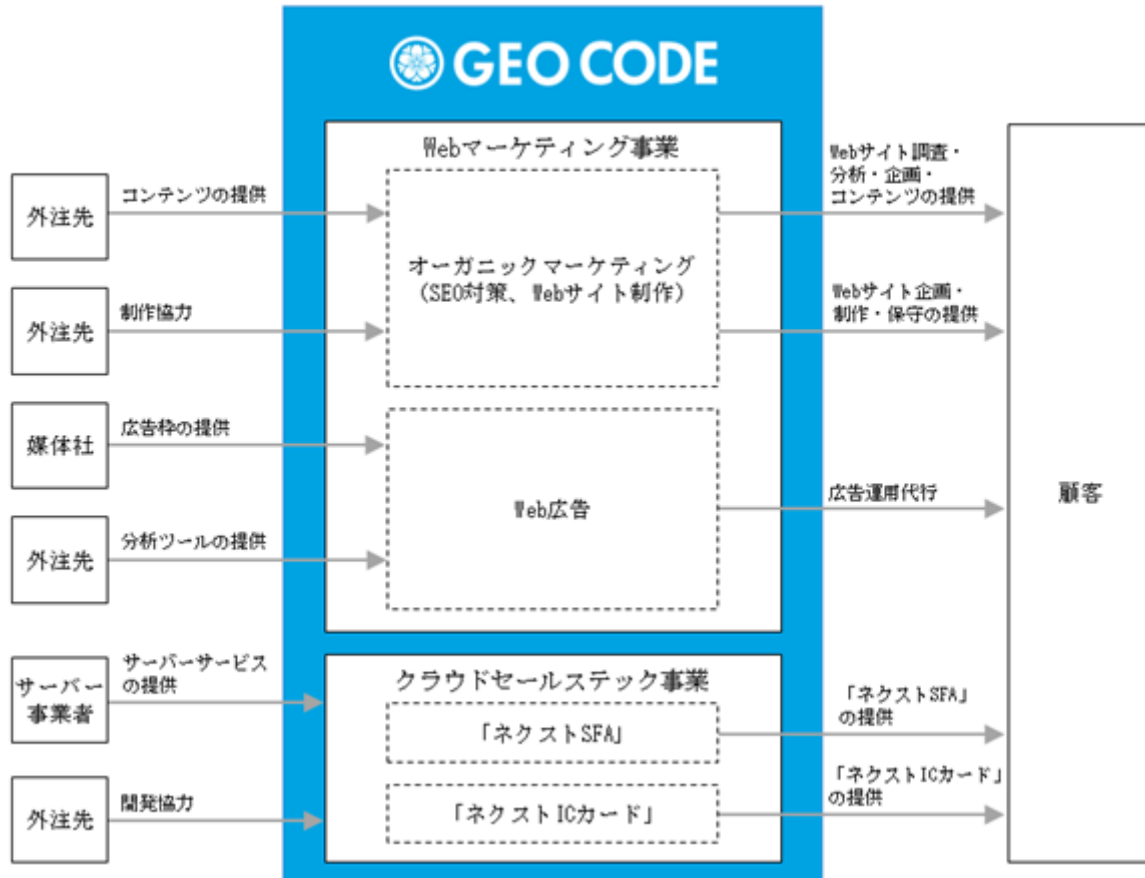 GEO CODE
Webマーケティング事業
外注先
コンテンツの提供
オーガニックマーケティング
(SEO対策、Webサイト制作)
Webサイト調査・
分析・企画・
コンテンツの提供
外注先
制作協力
Webサイト企画・
制作・保守の提供
媒体社
広告枠の提供
Web広告
広告運用代行
顧客
外注先
分析ツールの提供
サーバー
事業者
サーバーサービス
の提供
クラウドセールステック事業
「ネクストSFA」
「ネクストSFA」
の提供
外注先
開発協力
「ネクストICカード」
「ネクストICカード」
の提供